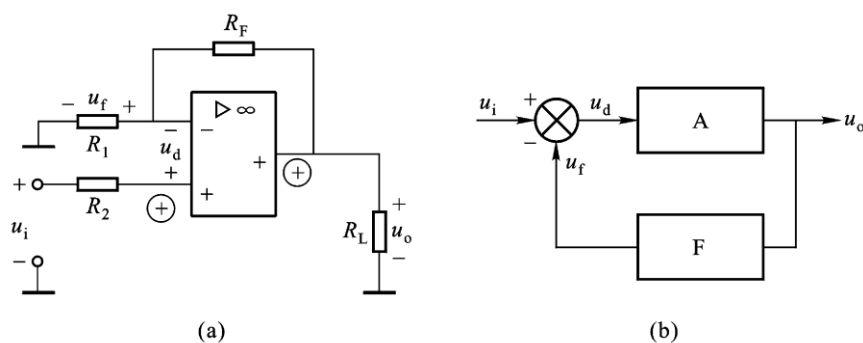 R_F
− u_f +
R_1
▷ ∞
− −
u_d
+ +
+ ⊕
+ R_2 ⊕
u_i
−
R_L + u_o −
(a)
u_i + − u_d A u_o
u_f
F
(b)